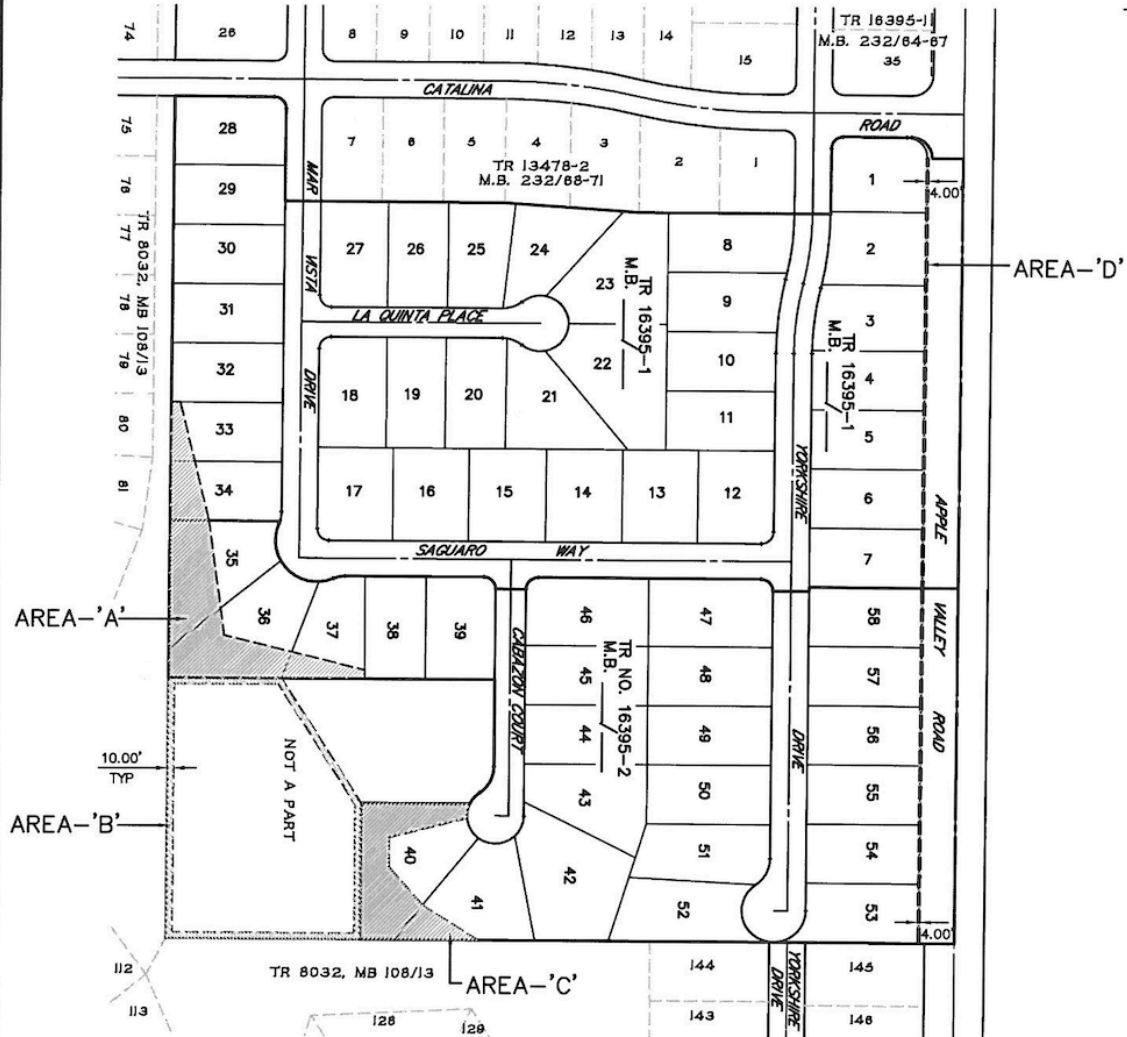 74
26
8
9
10
11
12
13
14
15
TR 16395-1
M.B. 232/64-67
35
CATALINA
ROAD
75
76
77
78
79
80
81
TR 8032, MB 108/13
28
29
30
31
32
33
34
35
36
37
38
39
MAR
VISTA
DRIVE
7
6
5
4
3
2
1
TR 13478-2
M.B. 232/68-71
1
2
3
4
5
6
7
4.00'
AREA-'D'
27
26
25
24
23
22
TR 16395-1
M.B.
8
9
10
11
TR 16395-1
M.B.
LA QUINTA PLACE
18
19
20
21
17
16
15
14
13
12
YORKSHIRE
DRIVE
APPLE
VALLEY
ROAD
SAGUARO WAY
AREA-'A'
CABAZON COURT
46
45
44
43
TR NO. 16395-2
M.B.
47
48
49
50
51
52
58
57
56
55
54
53
4.00'
10.00'
TYP
AREA-'B'
NOT A PART
40
41
42
AREA-'C'
TR 8032, MB 108/13
112
113
126
129
144
143
YORKSHIRE
DRIVE
145
146